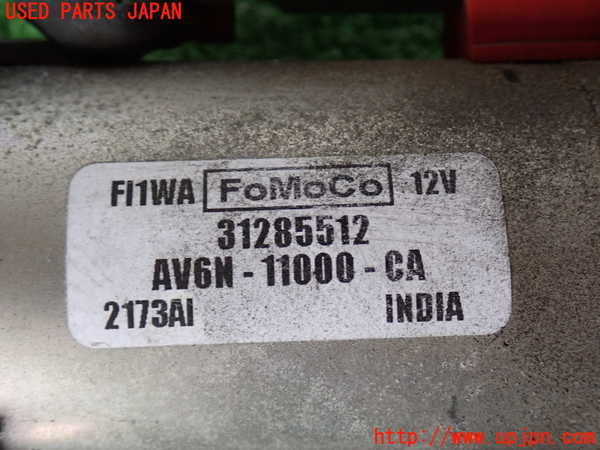 USED PARTS JAPAN
FI1WA FoMoCo 12V
31285512
AV6N - 11000 - CA
2173AI INDIA
http://www.upjpn.com/